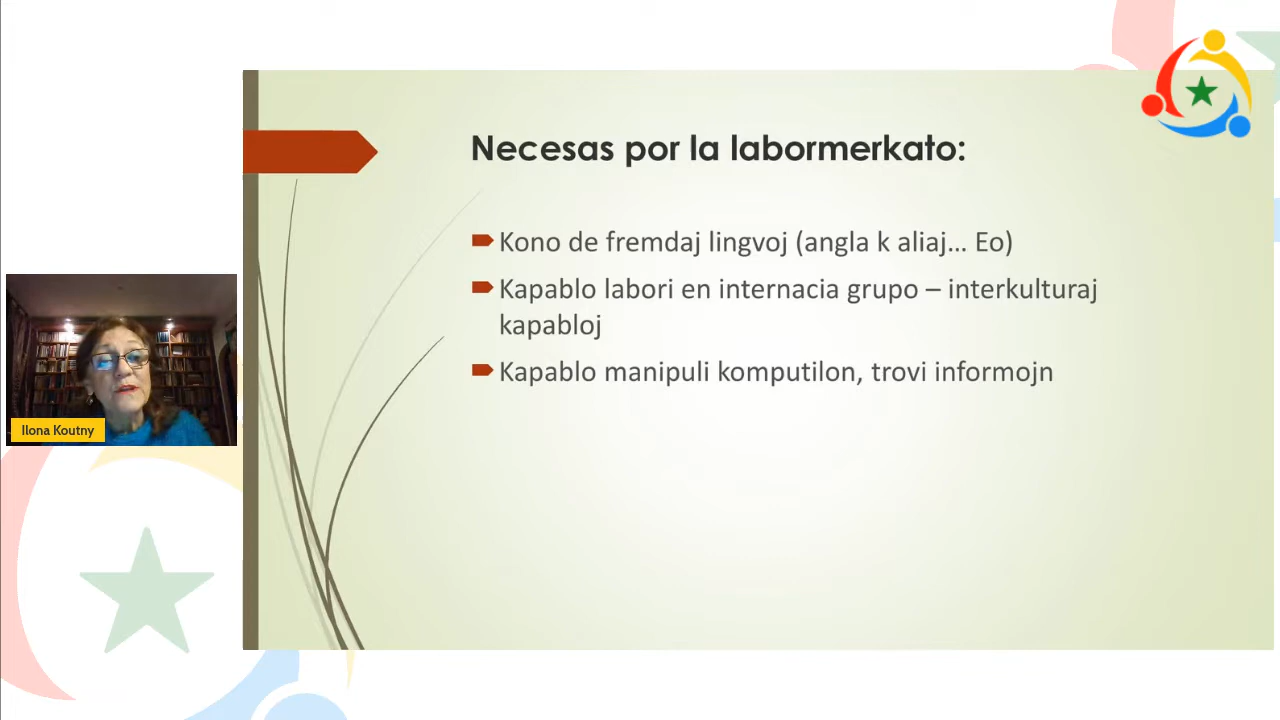 Necesas por la labormerkato:
Kono de fremdaj lingvoj (angla k aliaj... Eo)
Kapablo labori en internacia grupo – interkulturaj
kapabloj
Kapablo manipuli komputilon, trovi informojn
Ilona Koutny